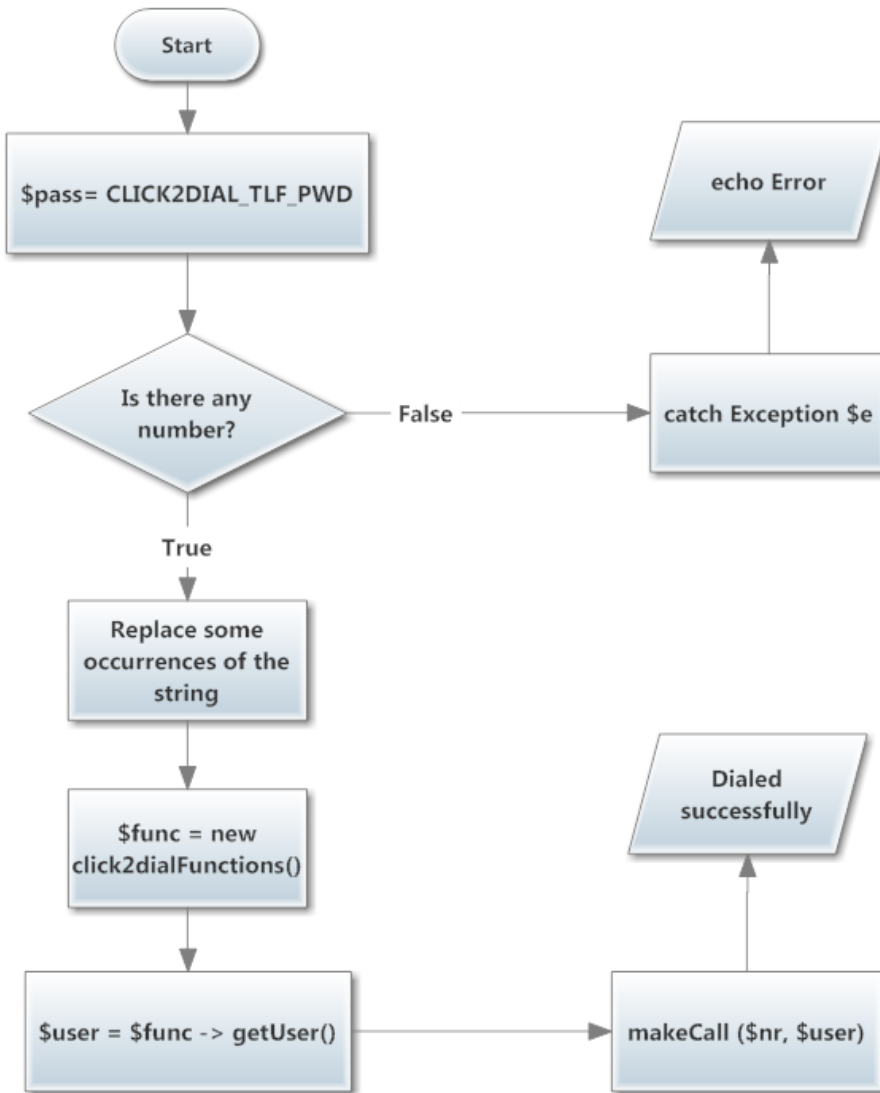 Start
$pass= CLICK2DIAL_TLF_PWD
echo Error
Is there any
number?
False
catch Exception $e
True
Replace some
occurrences of the
string
$func = new
click2dialFunctions()
Dialed
successfully
$user = $func -> getUser()
makeCall ($nr, $user)